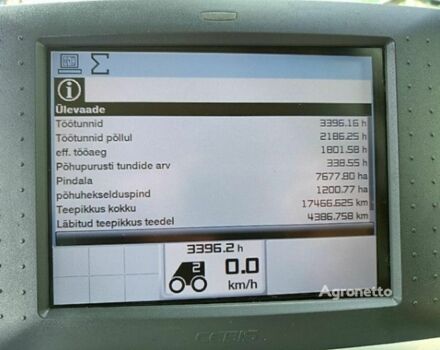 Ülevaade
Töötunnid 3396.16 h
Töötunnid põllul 2186.25 h
eff. tööaeg 1801.58 h
Põhupurusti tundide arv 338.55 h
Pindala 7677.80 ha
põhuhekselduspind 1200.77 ha
Teepikkus kokku 17466.625 km
Läbitud teepikkus teedel 4386.758 km
3396.2 h
2 0.0
km/h
Agronetto
CEBIS